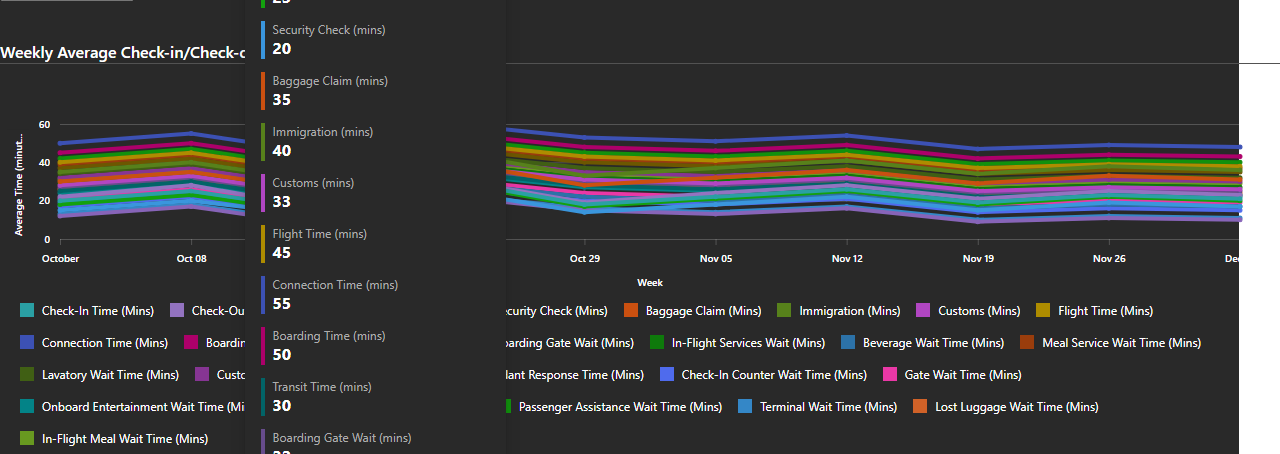 Weekly Average Check-in/Check-o
Security Check (mins)
20
Baggage Claim (mins)
35
Immigration (mins)
40
Customs (mins)
33
Flight Time (mins)
45
Connection Time (mins)
55
Boarding Time (mins)
50
Transit Time (mins)
30
Boarding Gate Wait (mins)
Average Time (minut...
60
40
20
0
October
Oct 08
Oct 29
Nov 05
Nov 12
Nov 19
Nov 26
Dec
Week
Check-In Time (Mins) Check-Ou ecurity Check (Mins) Baggage Claim (Mins) Immigration (Mins) Customs (Mins) Flight Time (Mins)
Connection Time (Mins) Boardin oarding Gate Wait (Mins) In-Flight Services Wait (Mins) Beverage Wait Time (Mins) Meal Service Wait Time (Mins)
Lavatory Wait Time (Mins) Custo lant Response Time (Mins) Check-In Counter Wait Time (Mins) Gate Wait Time (Mins)
Onboard Entertainment Wait Time (Mi Passenger Assistance Wait Time (Mins) Terminal Wait Time (Mins) Lost Luggage Wait Time (Mins)
In-Flight Meal Wait Time (Mins)